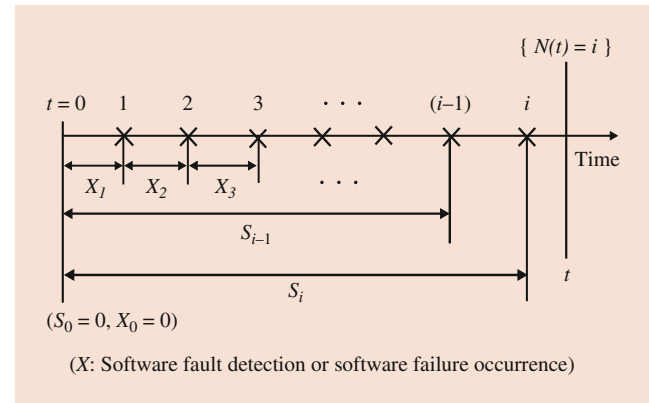 { N(t) = i }
t = 0 1 2 3 · · · (i–1) i
Time
X₁ X₂ X₃ · · ·
Sᵢ₋₁
Sᵢ t
(S₀ = 0, X₀ = 0)
(X: Software fault detection or software failure occurrence)